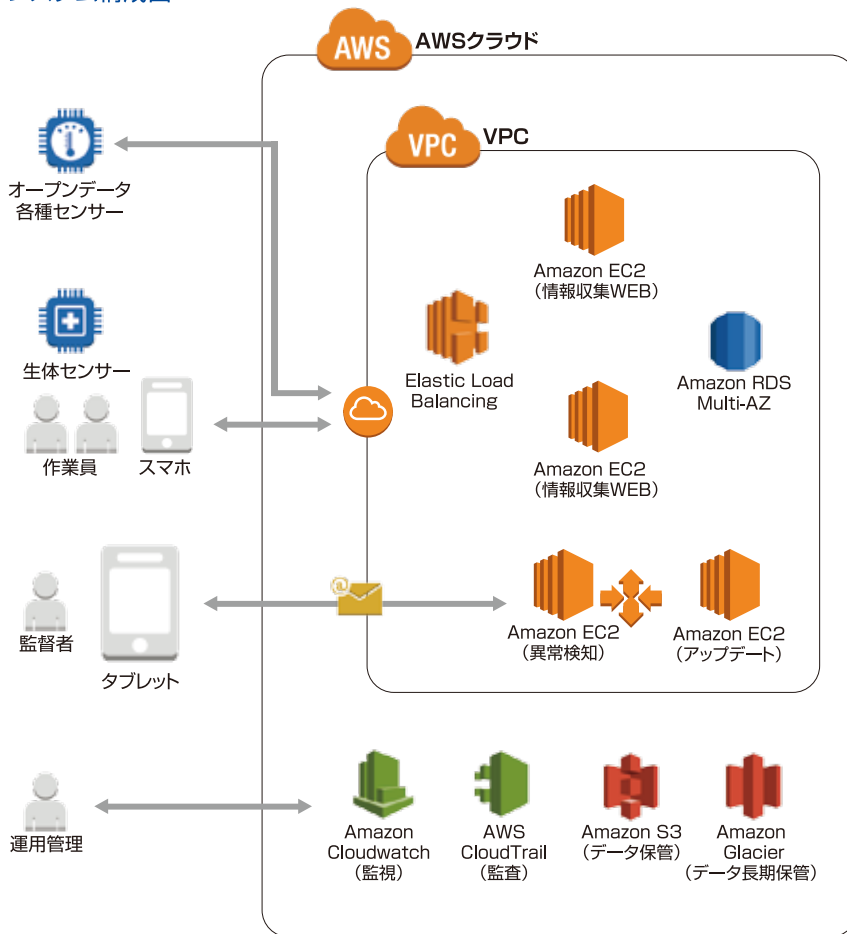 AWS
AWSクラウド
VPC
VPC
オープンデータ
各種センサー
Amazon EC2
(情報収集WEB)
生体センサー
Elastic Load
Balancing
Amazon RDS
Multi-AZ
作業員
スマホ
Amazon EC2
(情報収集WEB)
@
監督者
タブレット
Amazon EC2
(異常検知)
Amazon EC2
(アップデート)
運用管理
Amazon
Cloudwatch
(監視)
AWS
CloudTrail
(監査)
Amazon S3
(データ保管)
Amazon
Glacier
(データ長期保管)